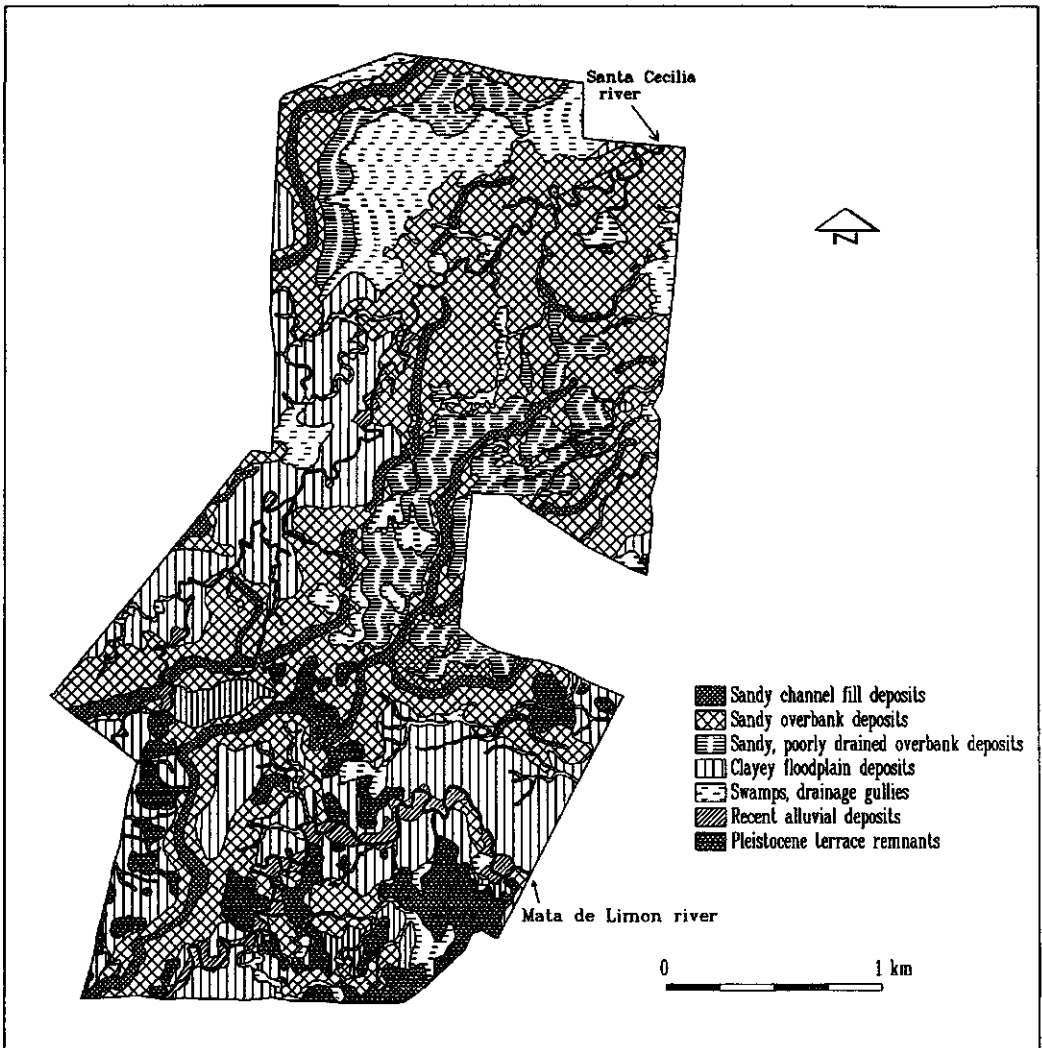 Santa Cecilia
river
N
Sandy channel fill deposits
Sandy overbank deposits
Sandy, poorly drained overbank deposits
Clayey floodplain deposits
Swamps, drainage gullies
Recent alluvial deposits
Pleistocene terrace remnants
Mata de Limon river
0 1 km